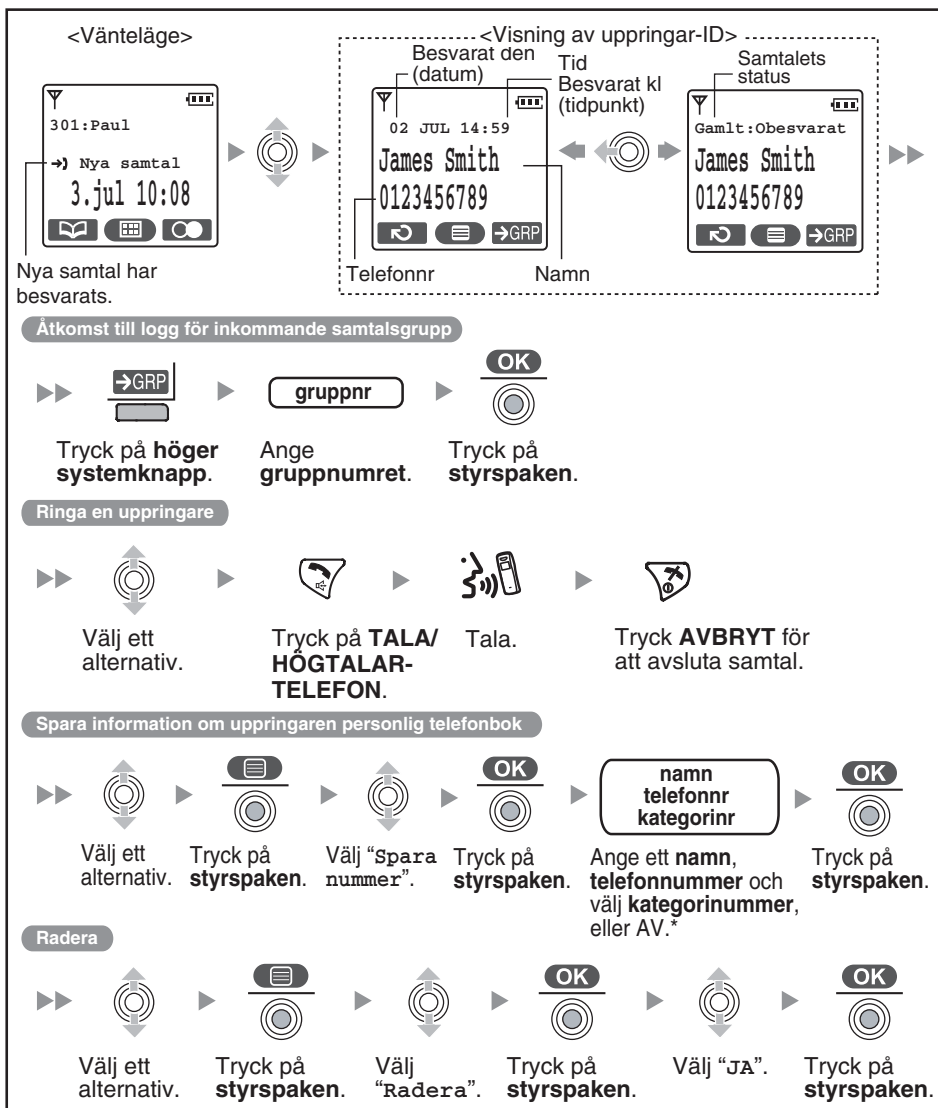 <Vänteläge>
<Visning av uppringar-ID>
Besvarat den
(datum)
Tid
Besvarat kl
(tidpunkt)
Samtalets
status
301:Paul
Nya samtal
3.jul 10:08
02 JUL 14:59
James Smith
0123456789
→GRP
Gamlt:Obesvarat
James Smith
0123456789
→GRP
Nya samtal har
besvarats.
Telefonnr
Namn
Åtkomst till logg för inkommande samtalsgrupp
→GRP
gruppnr
OK
Tryck på höger
systemknapp.
Ange
gruppnumret.
Tryck på
styrspaken.
Ringa en uppringare
Välj ett
alternativ.
Tryck på TALA/
HÖGTALAR-
TELEFON.
Tala.
Tryck AVBRYT för
att avsluta samtal.
Spara information om uppringaren personlig telefonbok
OK
namn
telefonnr
kategorinr
OK
Välj ett
alternativ.
Tryck på
styrspaken.
Välj “Spara
nummer”.
Tryck på
styrspaken.
Ange ett namn,
telefonnummer och
välj kategorinummer,
eller AV.*
Tryck på
styrspaken.
Radera
OK
OK
Välj ett
alternativ.
Tryck på
styrspaken.
Välj
“Radera”.
Tryck på
styrspaken.
Välj “JA”.
Tryck på
styrspaken.